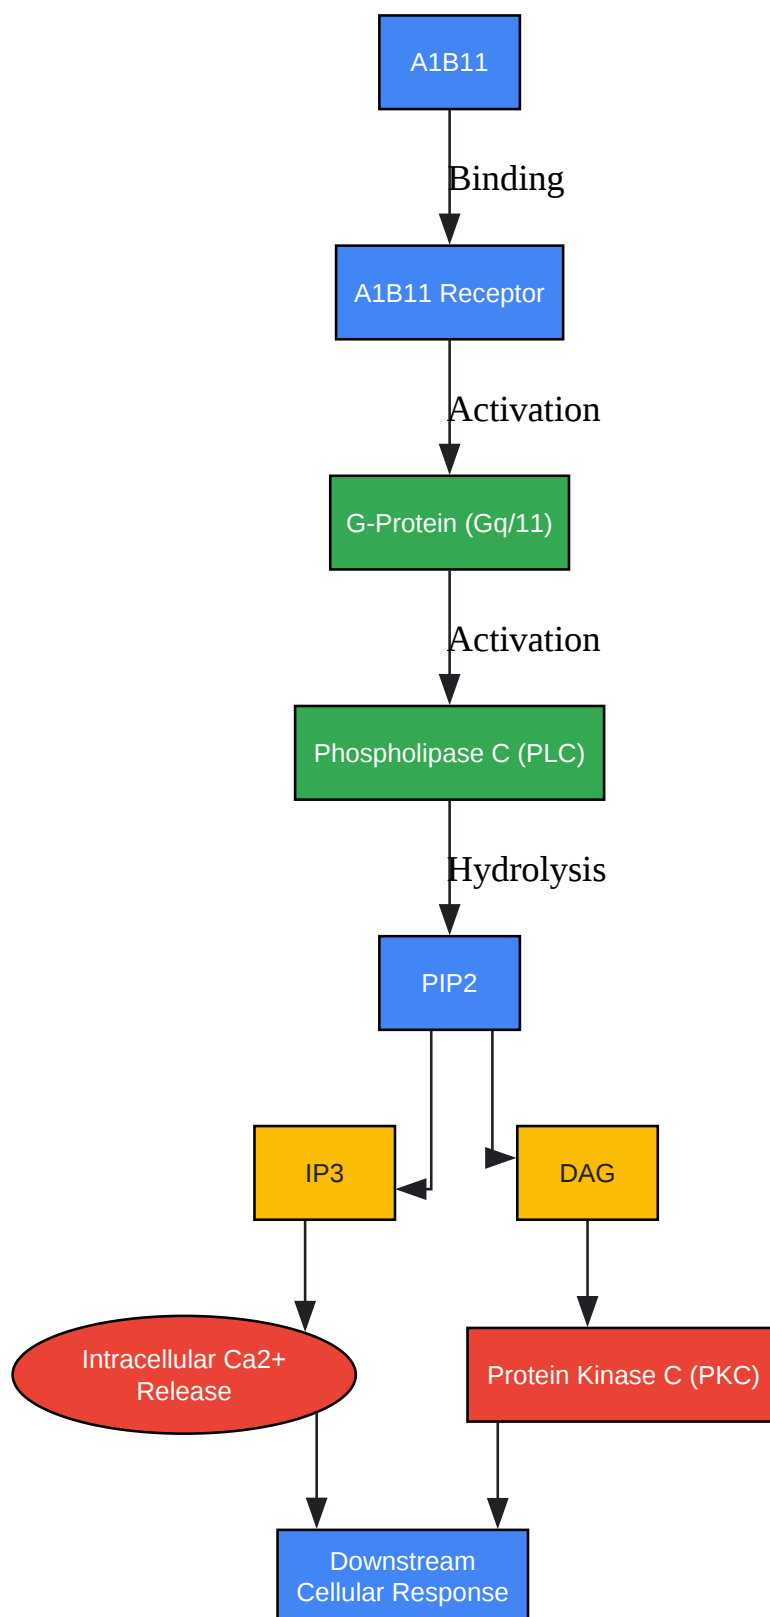 A1B11
Binding
A1B11 Receptor
Activation
G-Protein (Gq/11)
Activation
Phospholipase C (PLC)
Hydrolysis
PIP2
IP3
DAG
Intracellular Ca2+
Release
Protein Kinase C (PKC)
Downstream
Cellular Response